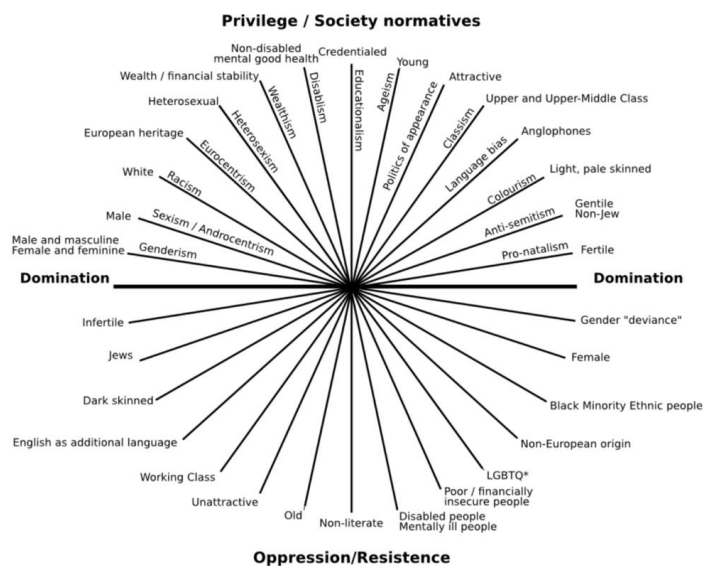 Privilege / Society normatives
Non-disabled
mental good health
Credentialed
Young
Wealth / financial stability
Attractive
Heterosexual
Upper and Upper-Middle Class
European heritage
Anglophones
White
Light, pale skinned
Male
Gentile
Non-Jew
Male and masculine
Female and feminine
Fertile
Genderism
Sexism / Androcentrism
Racism
Eurocentrism
Heterosexism
Wealthism
Disablism
Educationalism
Ageism
Politics of appearance
Classism
Language bias
Colourism
Anti-semitism
Pro-natalism
Domination
Domination
Infertile
Gender "deviance"
Jews
Female
Dark skinned
Black Minority Ethnic people
English as additional language
Non-European origin
Working Class
LGBTQ*
Unattractive
Poor / financially
insecure people
Old
Non-literate
Disabled people
Mentally ill people
Oppression/Resistence